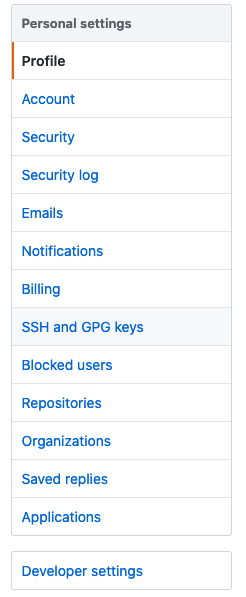 Personal settings
Profile
Account
Security
Security log
Emails
Notifications
Billing
SSH and GPG keys
Blocked users
Repositories
Organizations
Saved replies
Applications
Developer settings